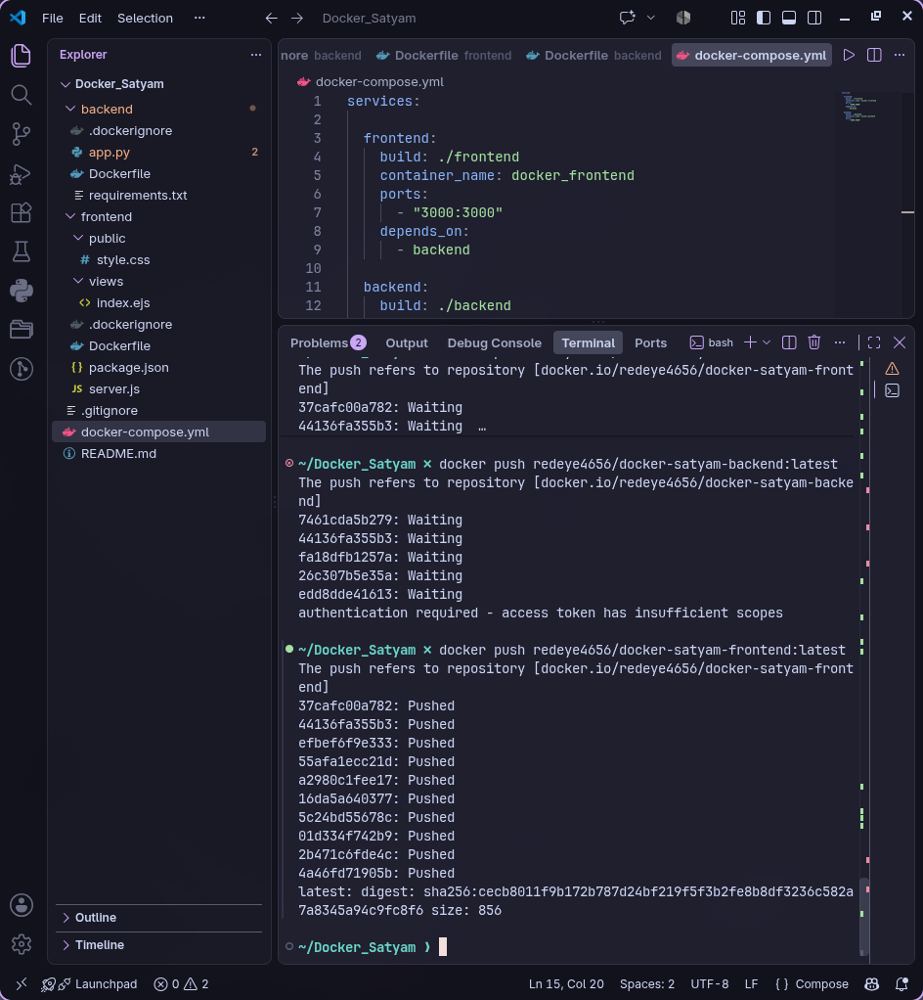 File Edit Selection ··· Docker_Satyam
Explorer ···
Docker_Satyam
backend
.dockerignore
app.py 2
Dockerfile
requirements.txt
frontend
public
# style.css
views
<> index.ejs
.dockerignore
Dockerfile
{} package.json
JS server.js
.gitignore
docker-compose.yml
README.md
Outline
Timeline
nore backend Dockerfile frontend Dockerfile backend docker-compose.yml ···
docker-compose.yml
1 services:
2
3 frontend:
4 build: ./frontend
5 container_name: docker_frontend
6 ports:
7 - "3000:3000"
8 depends_on:
9 - backend
10
11 backend:
12 build: ./backend
Problems 2 Output Debug Console Terminal Ports bash ···
The push refers to repository [docker.io/redeye4656/docker-satyam-front
end]
37cafc00a782: Waiting
44136fa355b3: Waiting …
~/Docker_Satyam × docker push redeye4656/docker-satyam-backend:latest
The push refers to repository [docker.io/redeye4656/docker-satyam-backe
nd]
7461cda5b279: Waiting
44136fa355b3: Waiting
fa18dfb1257a: Waiting
26c307b5e35a: Waiting
edd8dde41613: Waiting
authentication required - access token has insufficient scopes
~/Docker_Satyam × docker push redeye4656/docker-satyam-frontend:latest
The push refers to repository [docker.io/redeye4656/docker-satyam-front
end]
37cafc00a782: Pushed
44136fa355b3: Pushed
efbef6f9e333: Pushed
55afa1ecc21d: Pushed
a2980c1fee17: Pushed
16da5a640377: Pushed
5c24bd55678c: Pushed
01d334f742b9: Pushed
2b471c6fde4c: Pushed
4a46fd71905b: Pushed
latest: digest: sha256:cecb8011f9b172b787d24bf219f5f3b2fe8b8df3236c582a
7a8345a94c9fc8f6 size: 856
~/Docker_Satyam ❯
Launchpad 0 2 Ln 15, Col 20 Spaces: 2 UTF-8 LF {} Compose